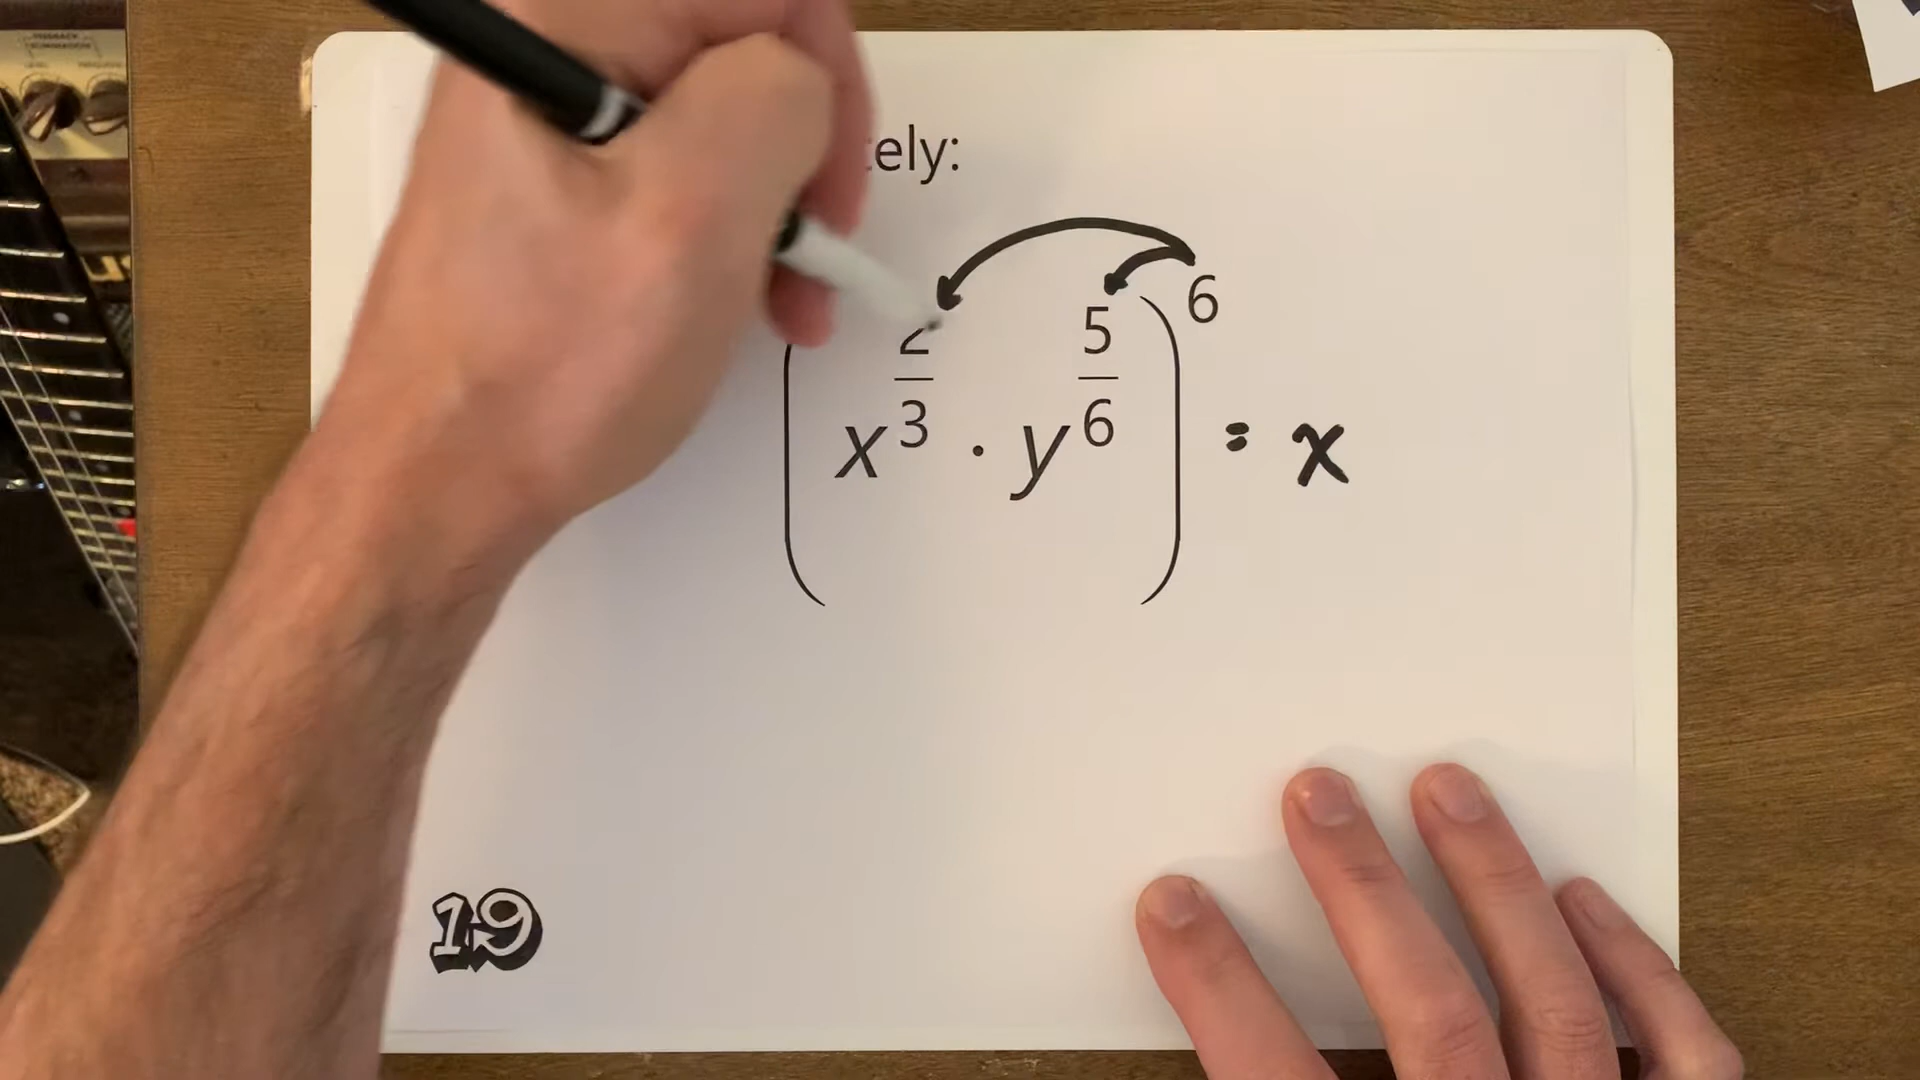 ely:
(x^{2/3} · y^{5/6})^6 = x
19